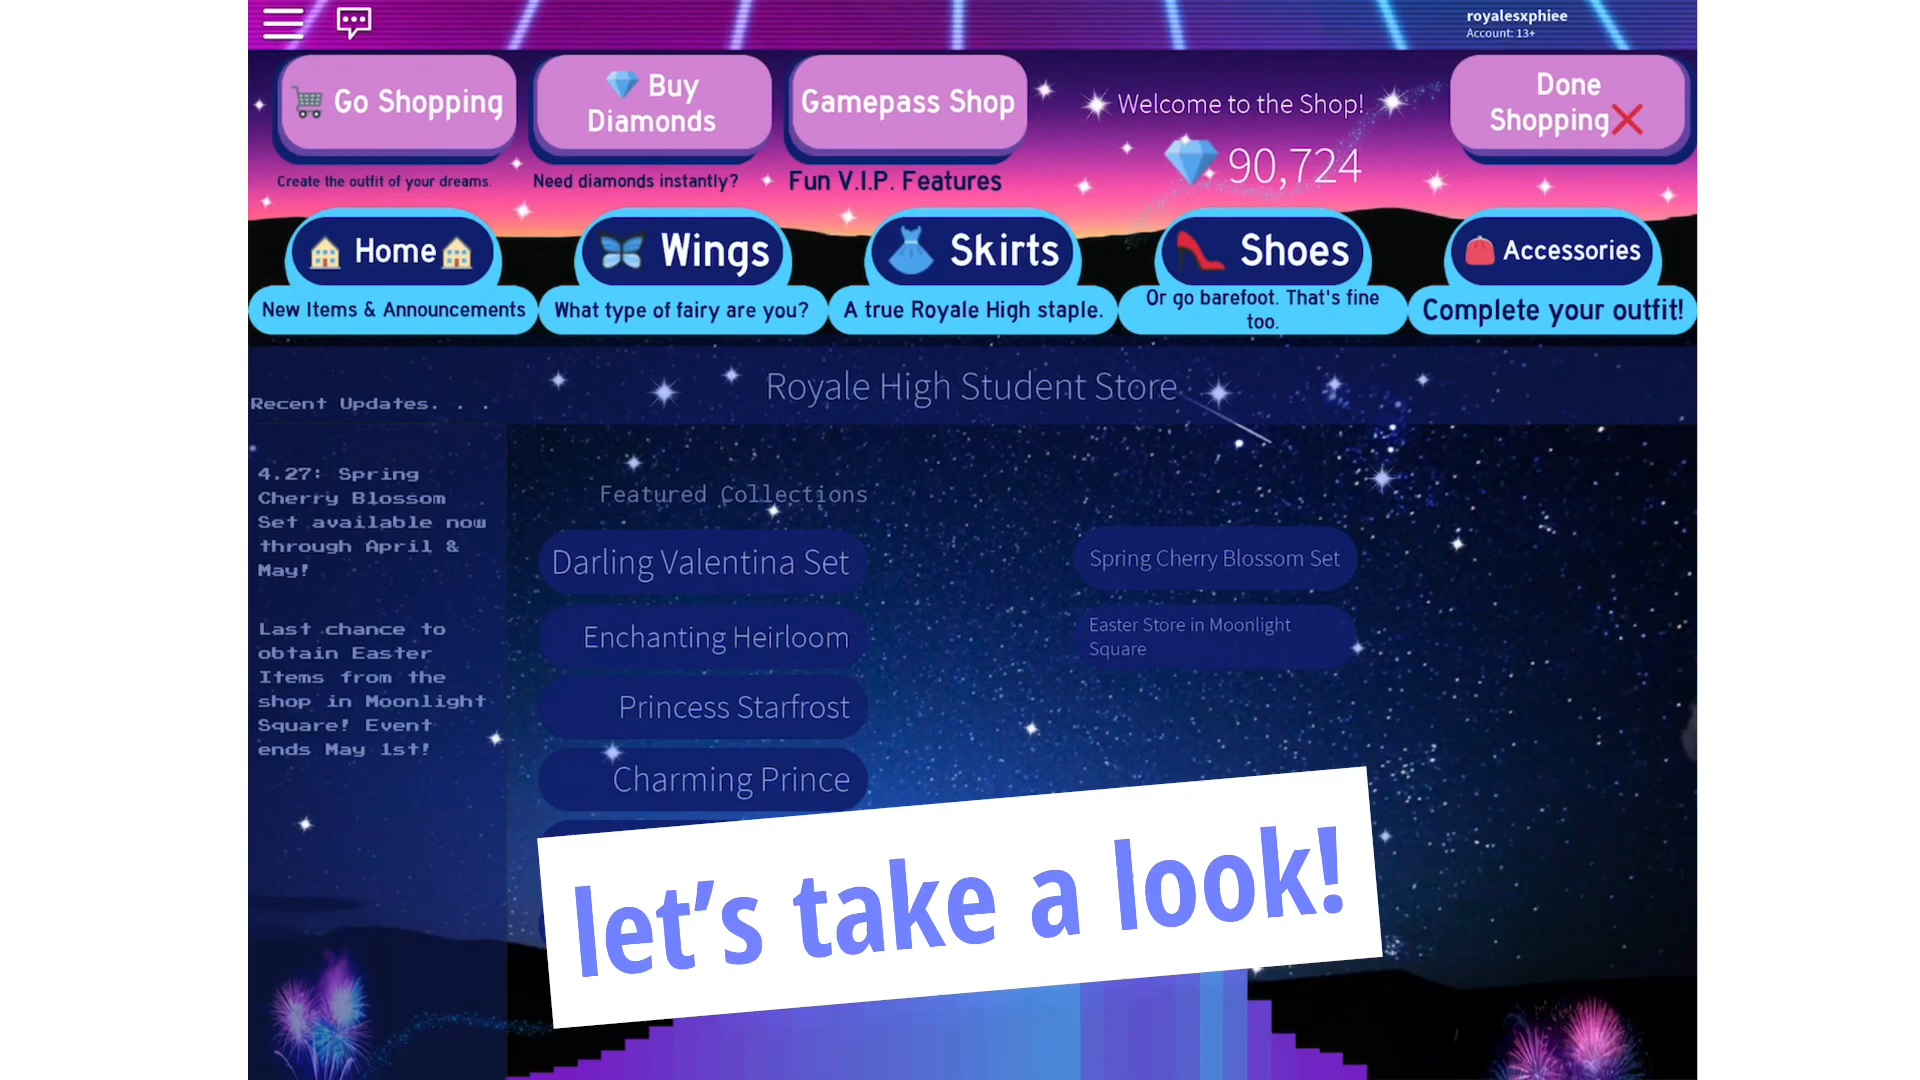 royalesxphiee
Account: 13+
Go Shopping
Buy
Diamonds
Gamepass Shop
Welcome to the Shop!
Done
Shopping
90,724
Create the outfit of your dreams.
Need diamonds instantly?
Fun V.I.P. Features
Home
Wings
Skirts
Shoes
Accessories
New Items & Announcements
What type of fairy are you?
A true Royale High staple.
Or go barefoot. That's fine
too.
Complete your outfit!
Royale High Student Store
Recent Updates. . .
4.27: Spring
Cherry Blossom
Set available now
through April &
May!
Last chance to
obtain Easter
Items from the
shop in Moonlight
Square! Event
ends May 1st!
Featured Collections
Darling Valentina Set
Enchanting Heirloom
Princess Starfrost
Charming Prince
Spring Cherry Blossom Set
Easter Store in Moonlight
Square
let's take a look!